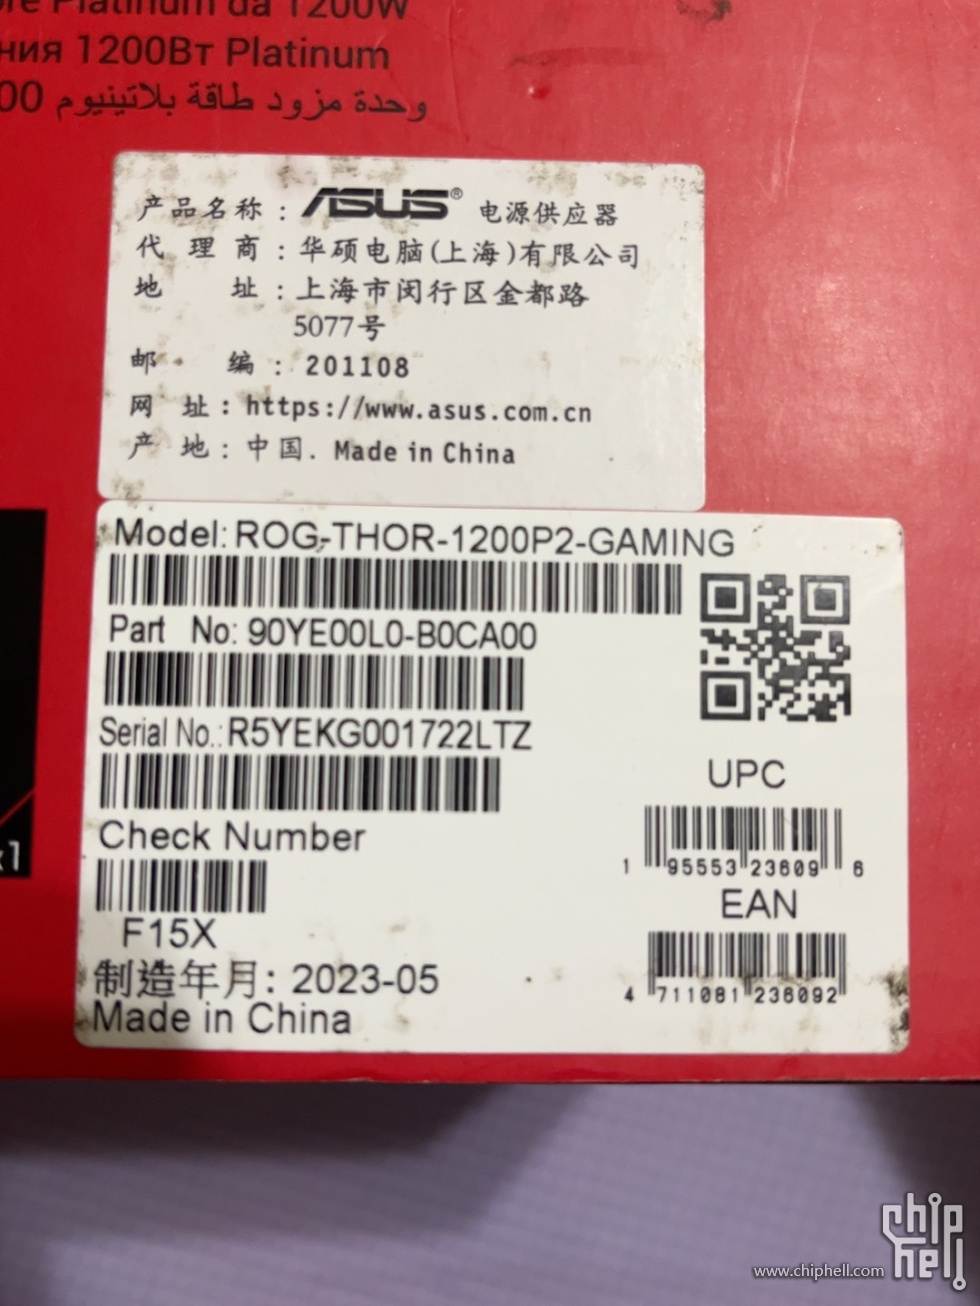 Platinum da 1200W
ния 1200Вт Platinum
وحدة مزود طاقة بلاتينيوم 00
产品名称：ASUS® 电源供应器
代理商：华硕电脑(上海)有限公司
地址：上海市闵行区金都路
5077号
邮编：201108
网址：https://www.asus.com.cn
产地：中国. Made in China
Model: ROG-THOR-1200P2-GAMING
Part No: 90YE00L0-B0CA00
Serial No.: R5YEKG001722LTZ
UPC
Check Number
1 95553 23609 6
x1
EAN
F15X
制造年月: 2023-05
4 711081 236092
Made in China
chip
hell
www.chiphell.com